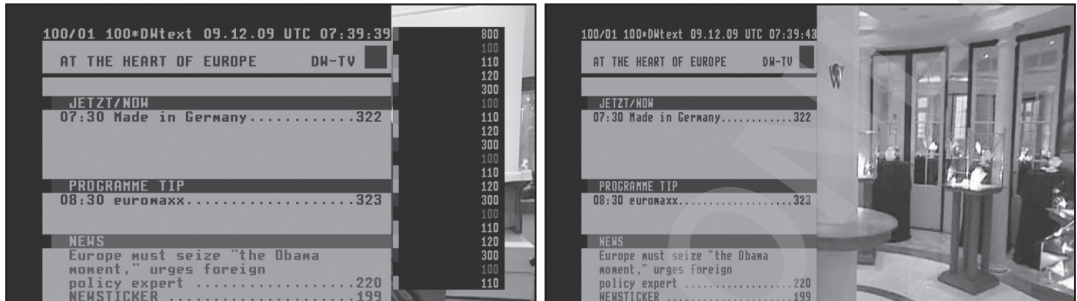 100/01 100*DWtext 09.12.09 UTC 07:39:39
AT THE HEART OF EUROPE DW-TV
JETZT/NOW
07:30 Made in Germany............322
PROGRAMME TIP
08:30 euromaxx..................323
NEWS
Europe must seize "the Obama
moment," urges foreign
policy expert ..................220
NEWSTICKER .....................199
800
100
110
120
300
100
110
120
300
100
110
120
300
100
110
120
300
100
110
100/01 100*DWtext 09.12.09 UTC 07:39:43
AT THE HEART OF EUROPE DW-TV
JETZT/NOW
07:30 Made in Germany............322
PROGRAMME TIP
08:30 euromaxx..................323
NEWS
Europe must seize "the Obama
moment," urges foreign
policy expert ..................220
NEWSTICKER .....................199
W